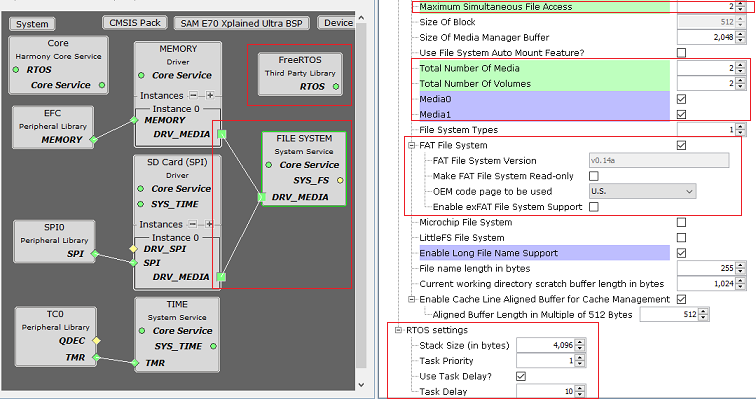 System
CMSIS Pack
SAM E70 Xplained Ultra BSP
Device
Core
Harmony Core Service
RTOS
Core Service
MEMORY
Driver
Core Service
Instances
Instance 0
MEMORY
DRV_MEDIA
FreeRTOS
Third Party Library
RTOS
EFC
Peripheral Library
MEMORY
FILE SYSTEM
System Service
Core Service
SYS_FS
DRV_MEDIA
SD Card (SPI)
Driver
Core Service
SYS_TIME
Instances
Instance 0
DRV_SPI
SPI
DRV_MEDIA
SPI0
Peripheral Library
SPI
TC0
Peripheral Library
QDEC
TMR
TIME
System Service
Core Service
SYS_TIME
TMR
Maximum Simultaneous File Access 2
Size Of Block 512
Size Of Media Manager Buffer 2,048
Use File System Auto Mount Feature?
Total Number Of Media 2
Total Number Of Volumes 2
Media0
Media1
File System Types 1
FAT File System
FAT File System Version v0.14a
Make FAT File System Read-only
OEM code page to be used U.S.
Enable exFAT File System Support
Microchip File System
LittleFS File System
Enable Long File Name Support
File name length in bytes 255
Current working directory scratch buffer length in bytes 1,024
Enable Cache Line Aligned Buffer for Cache Management
Aligned Buffer Length in Multiple of 512 Bytes 512
RTOS settings
Stack Size (in bytes) 4,096
Task Priority 1
Use Task Delay?
Task Delay 10